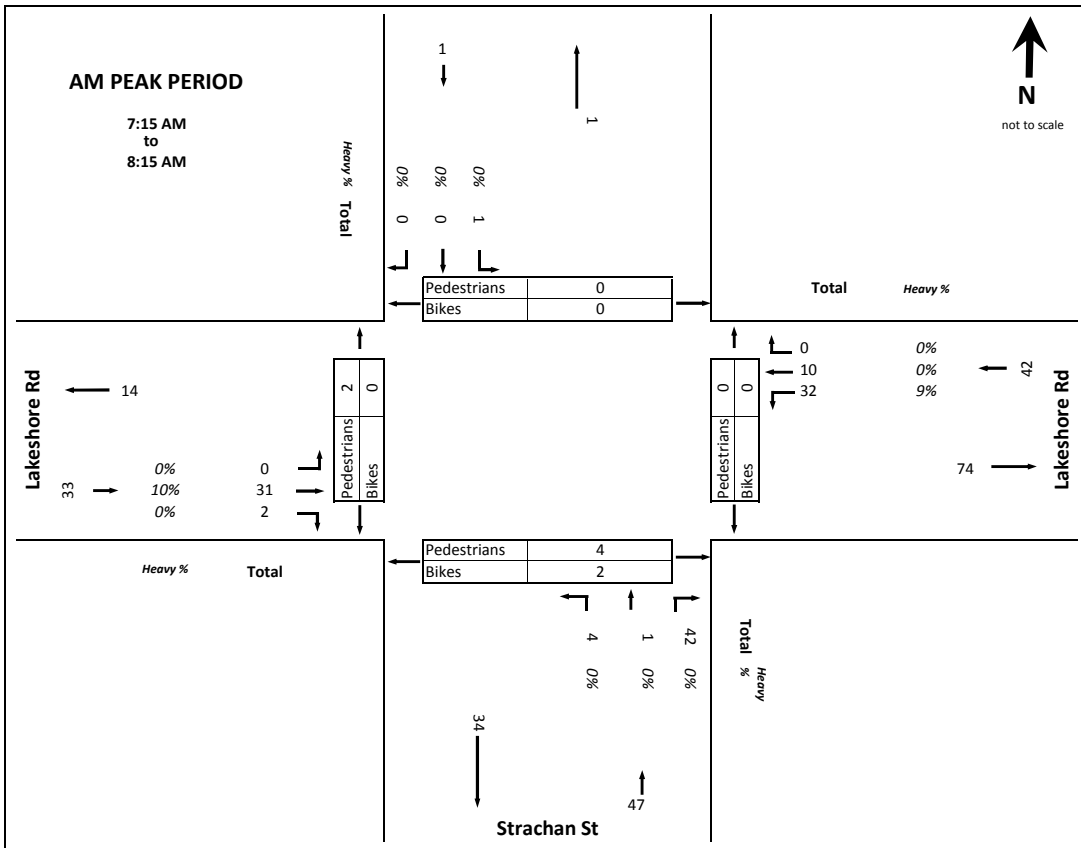 AM PEAK PERIOD
7:15 AM
to
8:15 AM
1
1
N
not to scale
Heavy % 0% 0% 0%
Total 0 0 1
Pedestrians 0
Bikes 0
Total Heavy %
0 0%
10 0%
32 9%
42
74
Lakeshore Rd
Pedestrians 0
Bikes 0
Lakeshore Rd
14
33
0% 0
10% 31
0% 2
Pedestrians 2
Bikes 0
Heavy % Total
Pedestrians 4
Bikes 2
4 1 42 Total
0% 0% 0% Heavy
%
34
47
Strachan St